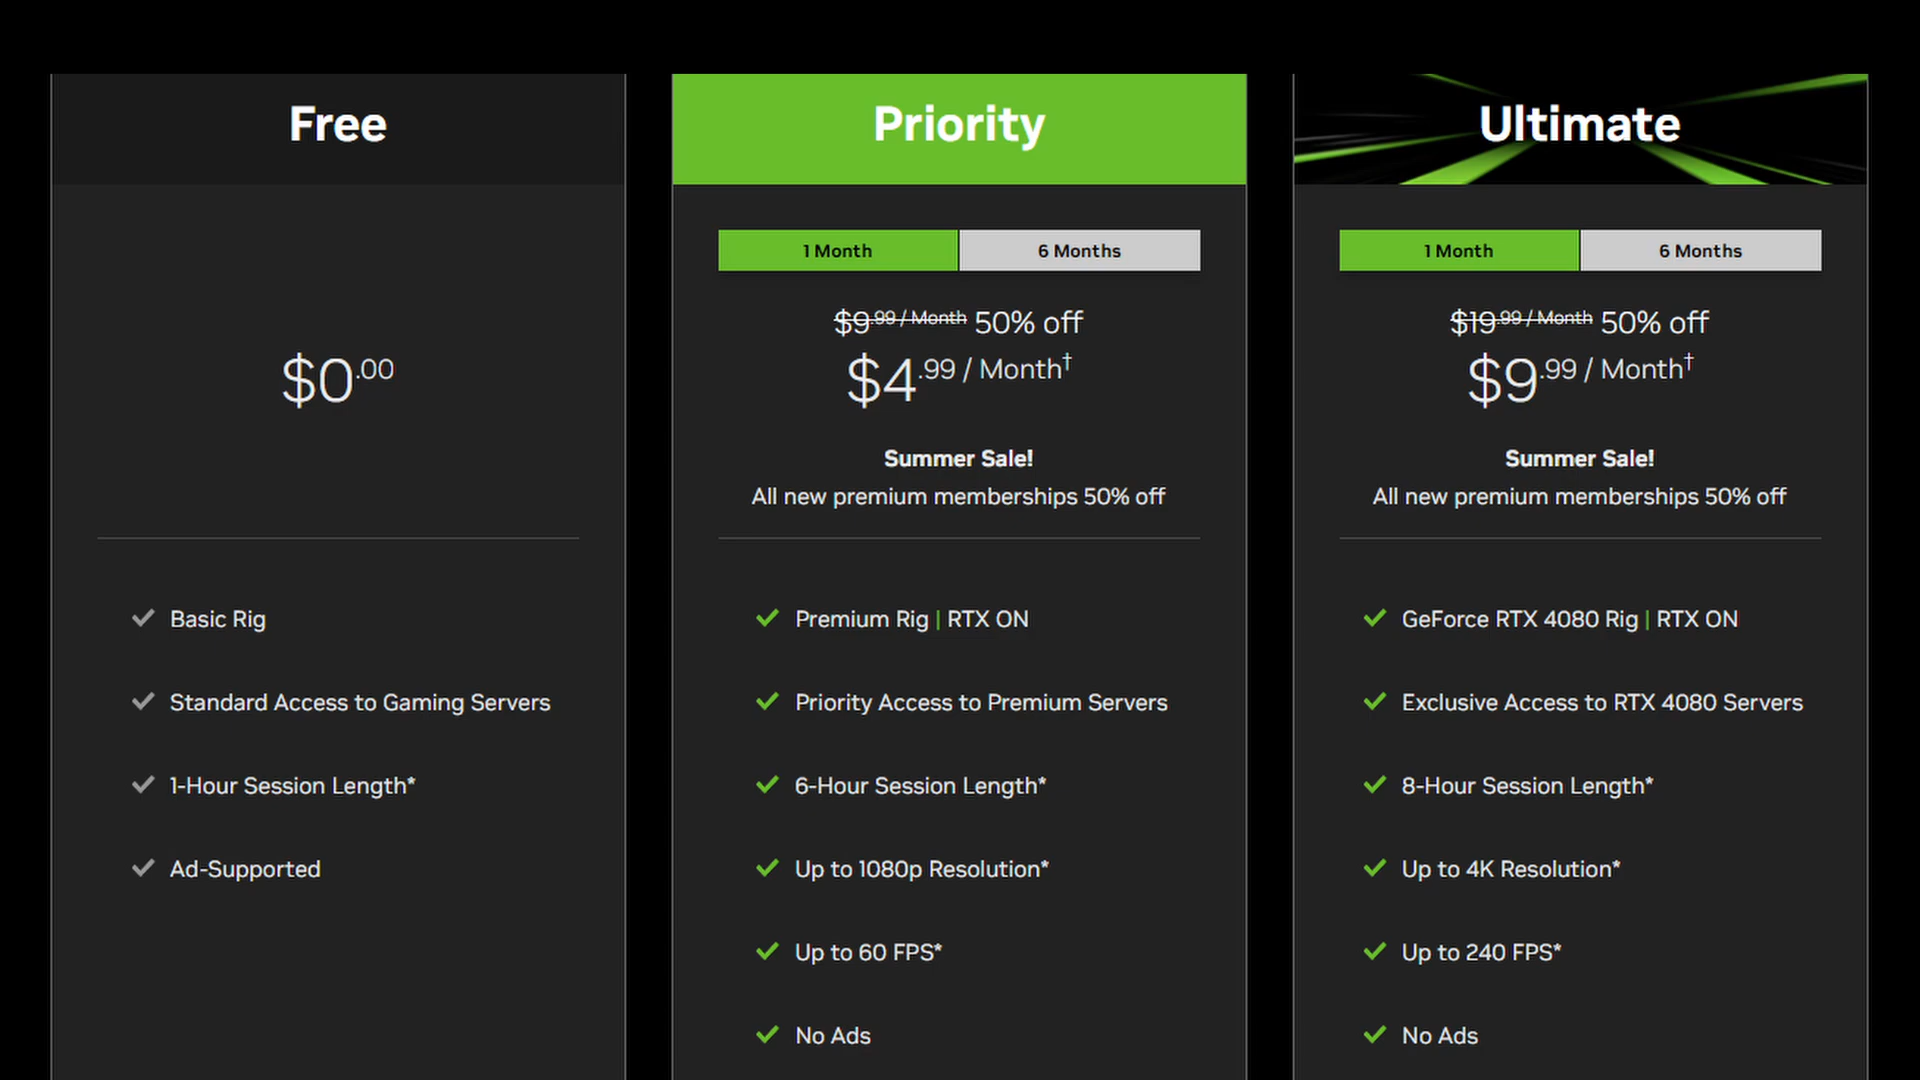 Free
$0.00
Basic Rig
Standard Access to Gaming Servers
1-Hour Session Length*
Ad-Supported
Priority
1 Month
6 Months
$9.99 / Month 50% off
$4.99 / Month†
Summer Sale!
All new premium memberships 50% off
Premium Rig | RTX ON
Priority Access to Premium Servers
6-Hour Session Length*
Up to 1080p Resolution*
Up to 60 FPS*
No Ads
Ultimate
1 Month
6 Months
$19.99 / Month 50% off
$9.99 / Month†
Summer Sale!
All new premium memberships 50% off
GeForce RTX 4080 Rig | RTX ON
Exclusive Access to RTX 4080 Servers
8-Hour Session Length*
Up to 4K Resolution*
Up to 240 FPS*
No Ads